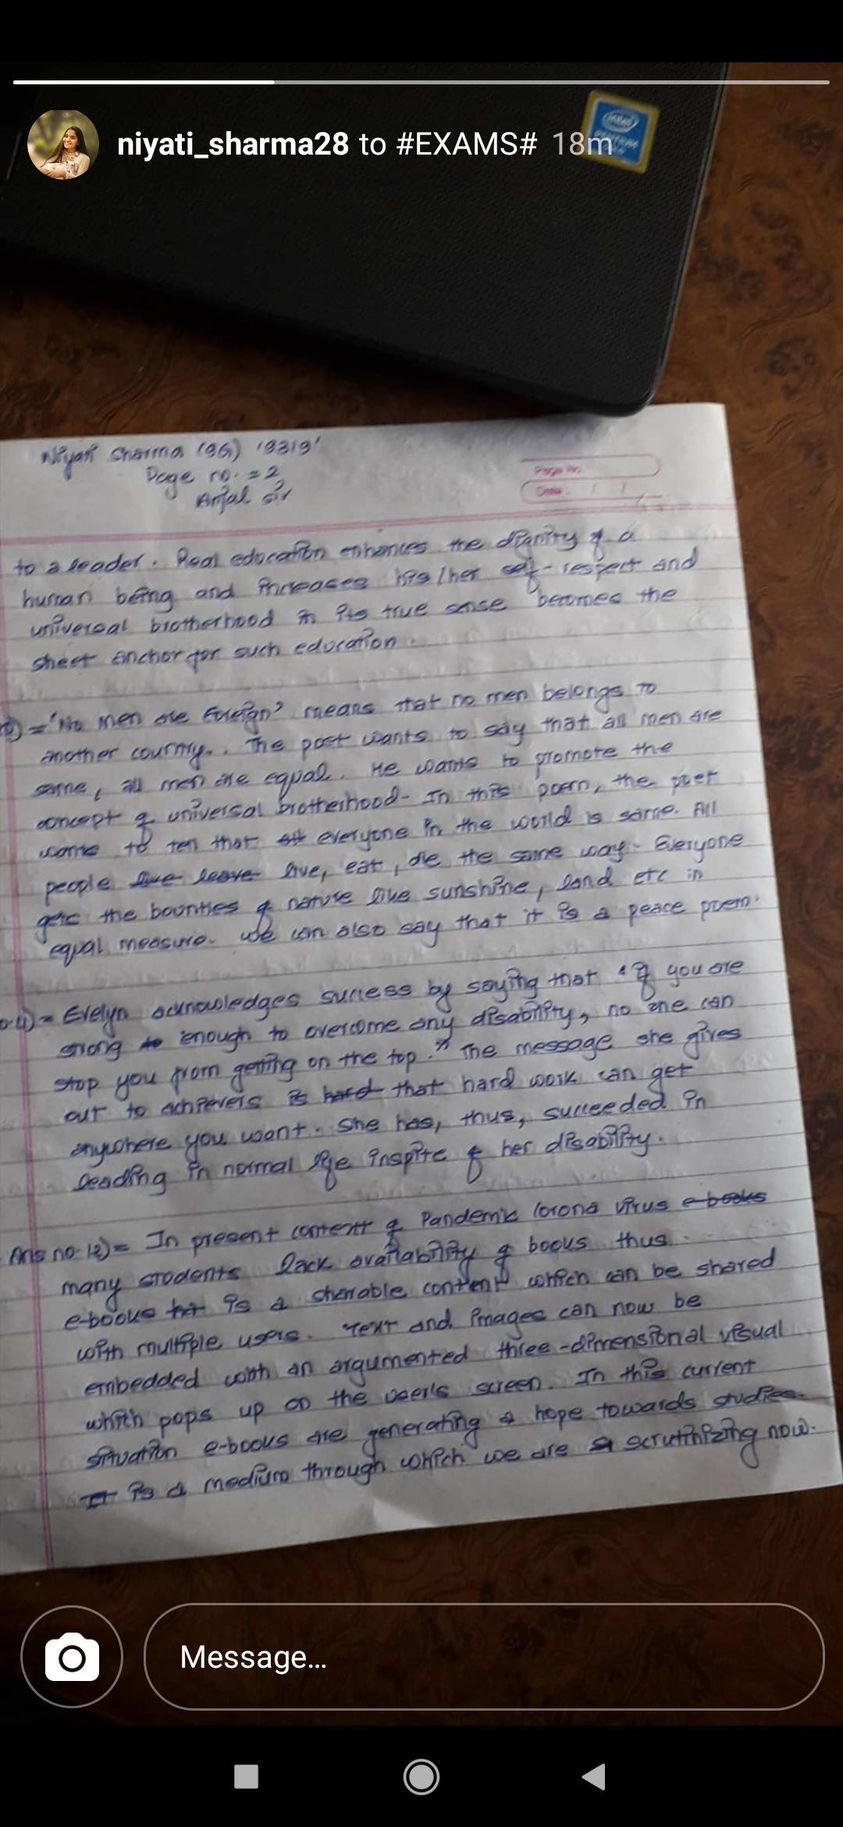 niyati_sharma28 to #EXAMS# 18m
intel
PENTIUM
Niyati Sharma (9G) '9319'
Page no. = 2
Anjal sir
Page No.
Date: / /
to a leader. Real education enhances the dignity of a
human being and increases his/her self-respect and
universal brotherhood in its true sense becomes the
sheet anchor for such education.
= 'No Men are Foreign' means that no men belongs to
another country. The poet wants to say that all men are
same, all men are equal. He wants to promote the
concept of universal brotherhood. In this poem, the poet
wants to tell that everyone in the world is same. All
people live leave live, eat, die the same way. Everyone
gets the bounties of nature like sunshine, land etc in
equal measure. We can also say that it is a peace poem.
= Evelyn acknowledges success by saying that "If you are
strong to enough to overcome any disability, no one can
stop you from getting on the top." The message she gives
out to achievers is hard that hard work can get
anywhere you want. She has, thus, succeeded in
leading in normal life inspite of her disability.
Ans no. 12) = In present context of Pandemic Corona virus e-books
many students lack availability of books thus
e-books is a sharable content which can be shared
with multiple users. Text and images can now be
embedded with an argumented three-dimensional visual
which pops up on the user's screen. In this current
situation e-books are generating a hope towards studies.
It is a medium through which we are scrutinizing now.
Message...